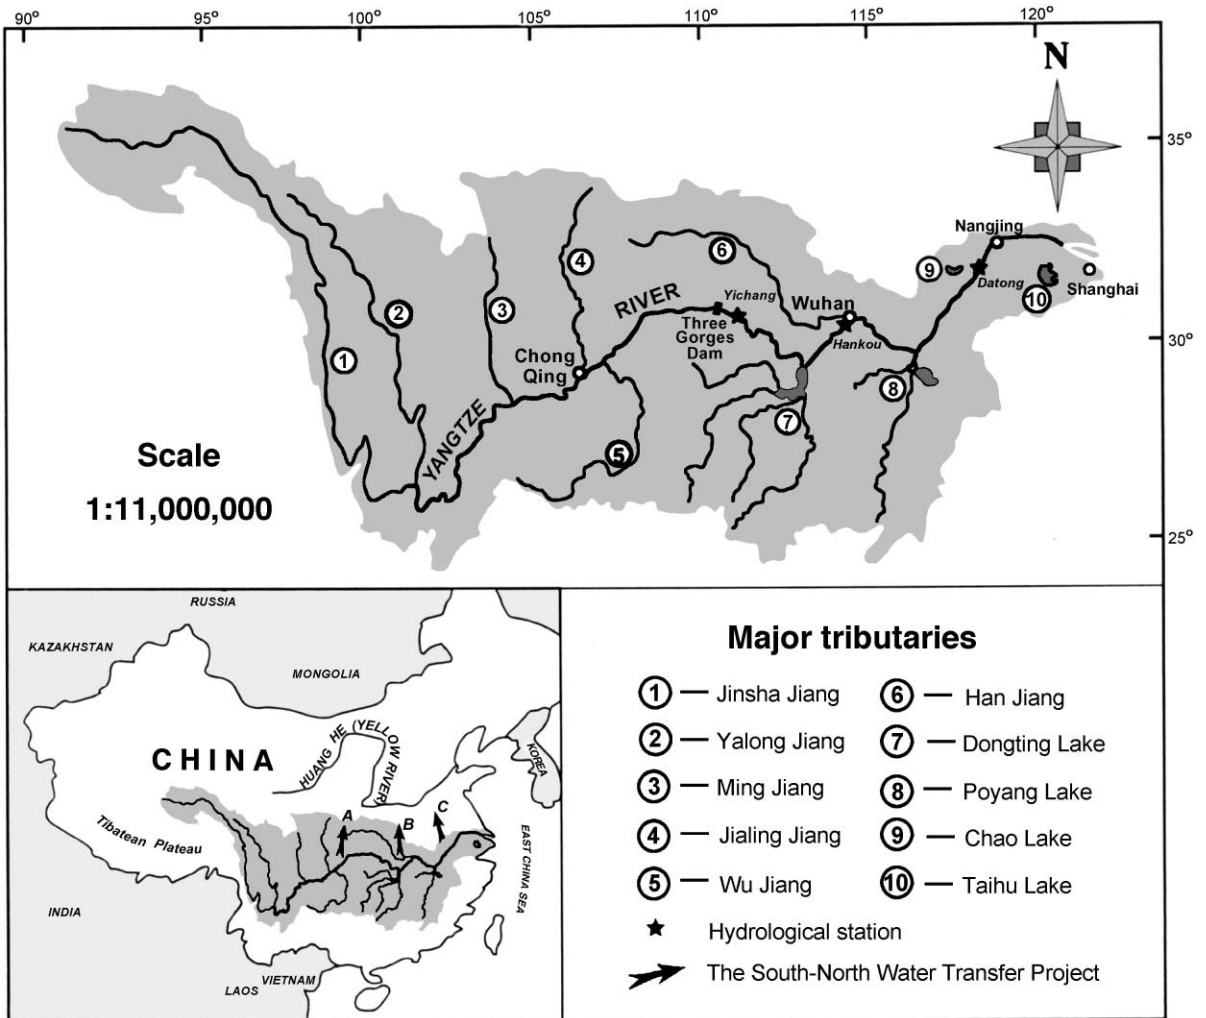 90° 95° 100° 105° 110° 115° 120°
N
35°
30°
25°
Nangjing
9
Datong
10
Shanghai
6
4
RIVER
Yichang
Wuhan
Hankou
Three
Gorges
Dam
2
3
1
Chong
Qing
YANGTZE
8
7
5
Scale
1:11,000,000
RUSSIA
KAZAKHSTAN
MONGOLIA
CHINA
HUANG HE (YELLOW RIVER)
KOREA
A
B
C
Tibatean Plateau
EAST CHINA SEA
INDIA
VIETNAM
LAOS
Major tributaries
1 — Jinsha Jiang
2 — Yalong Jiang
3 — Ming Jiang
4 — Jialing Jiang
5 — Wu Jiang
6 — Han Jiang
7 — Dongting Lake
8 — Poyang Lake
9 — Chao Lake
10 — Taihu Lake
Hydrological station
The South-North Water Transfer Project